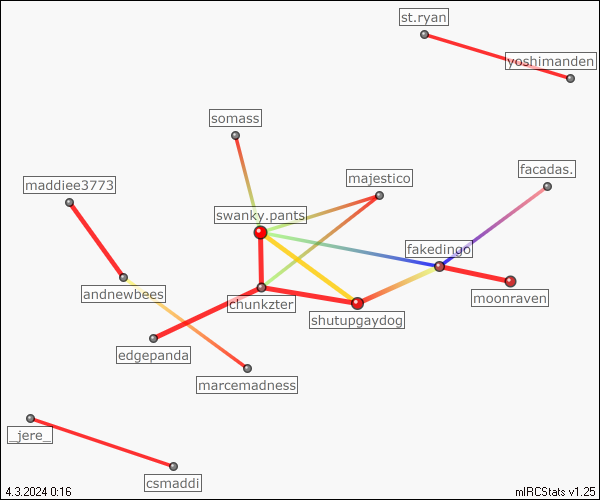 st.ryan
yoshimanden
somass
majestico
facadas.
maddiee3773
swanky.pants
fakedingo
andnewbees
chunkzter
moonraven
shutupgaydog
edgepanda
marcemadness
_jere_
csmaddi
4.3.2024 0:16
mIRCStats v1.25